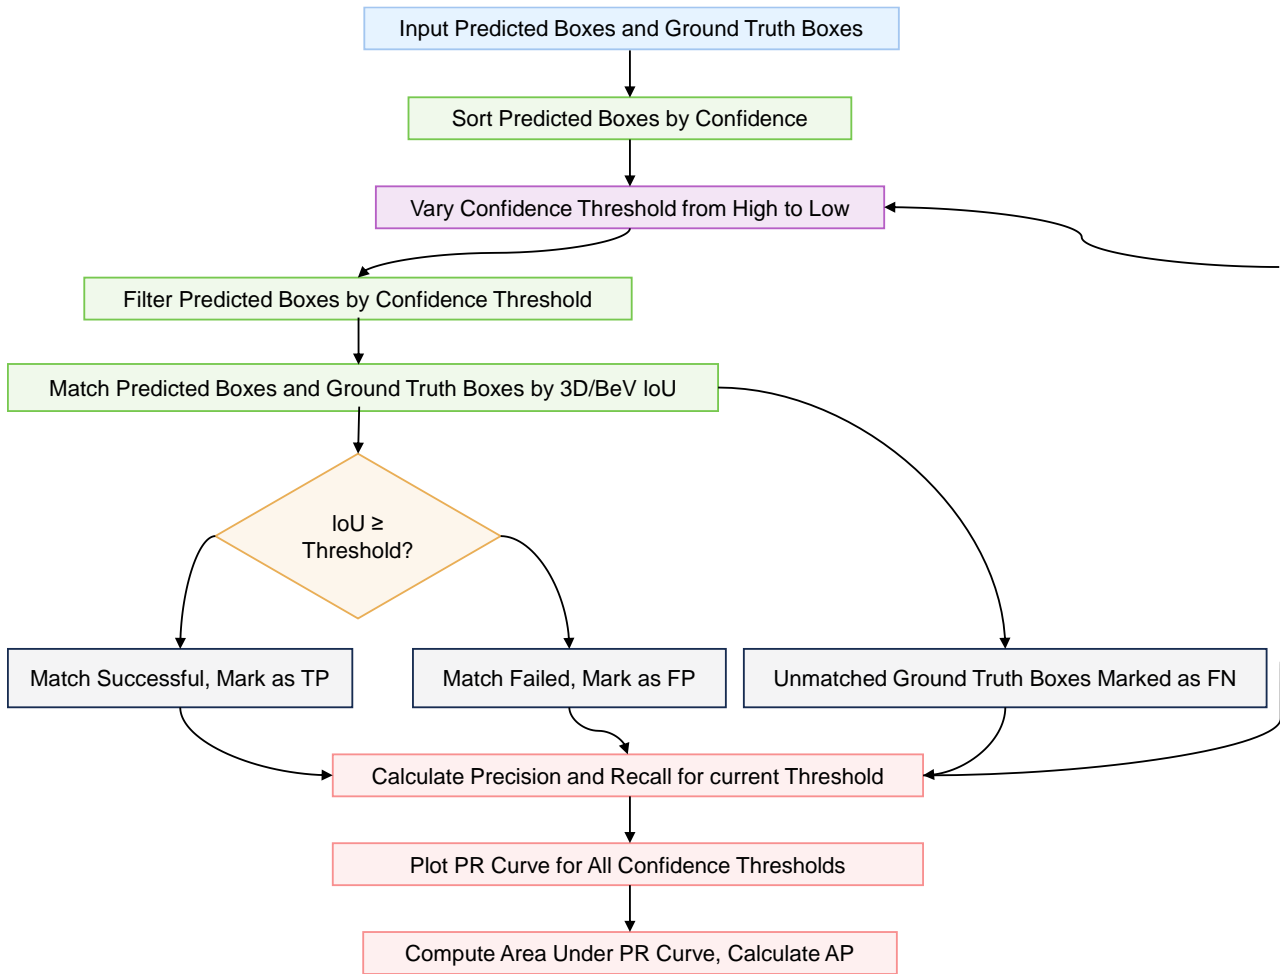 Input Predicted Boxes and Ground Truth Boxes
Sort Predicted Boxes by Confidence
Vary Confidence Threshold from High to Low
Filter Predicted Boxes by Confidence Threshold
Match Predicted Boxes and Ground Truth Boxes by 3D/BeV IoU
IoU ≥
Threshold?
Match Successful, Mark as TP
Match Failed, Mark as FP
Unmatched Ground Truth Boxes Marked as FN
Calculate Precision and Recall for current Threshold
Plot PR Curve for All Confidence Thresholds
Compute Area Under PR Curve, Calculate AP